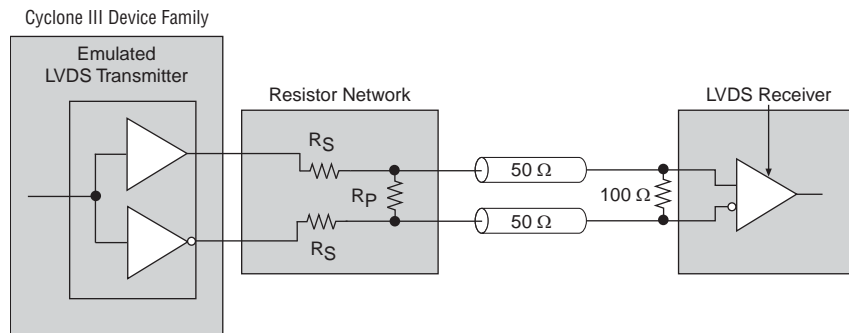 Cyclone III Device Family
Emulated
LVDS Transmitter
Resistor Network
LVDS Receiver
RS
50 Ω
RP
100 Ω
RS
50 Ω